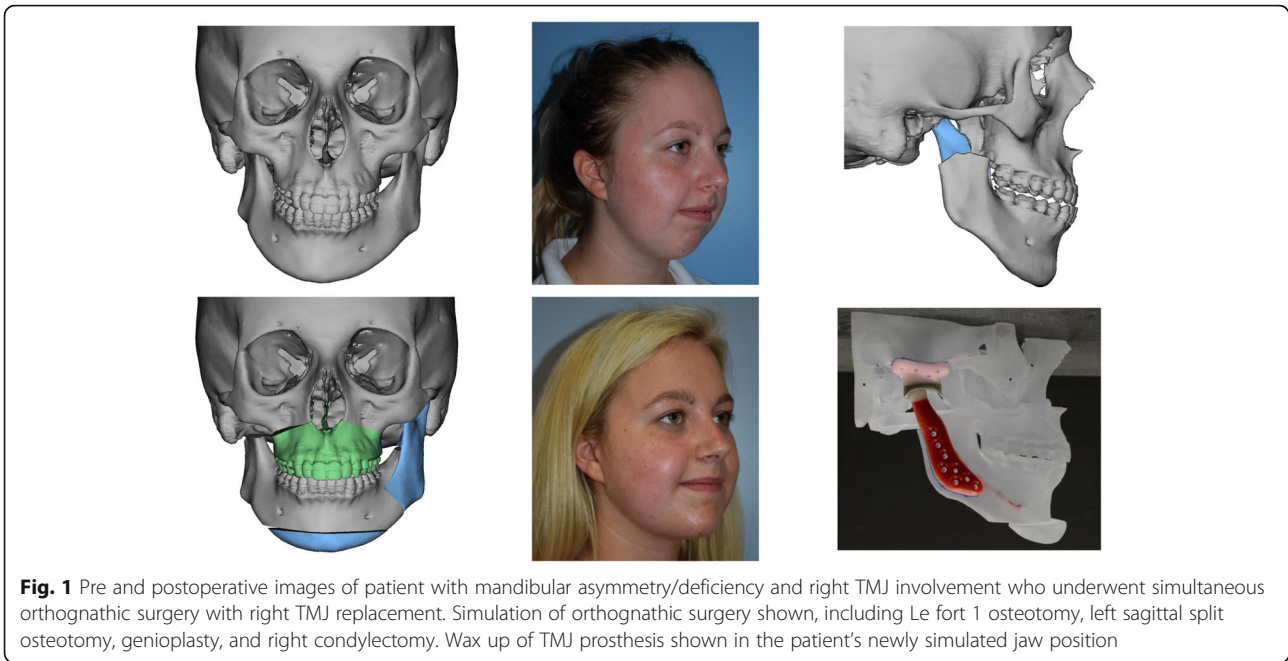 Fig. 1 Pre and postoperative images of patient with mandibular asymmetry/deficiency and right TMJ involvement who underwent simultaneous
orthognathic surgery with right TMJ replacement. Simulation of orthognathic surgery shown, including Le fort 1 osteotomy, left sagittal split
osteotomy, genioplasty, and right condylectomy. Wax up of TMJ prosthesis shown in the patient's newly simulated jaw position